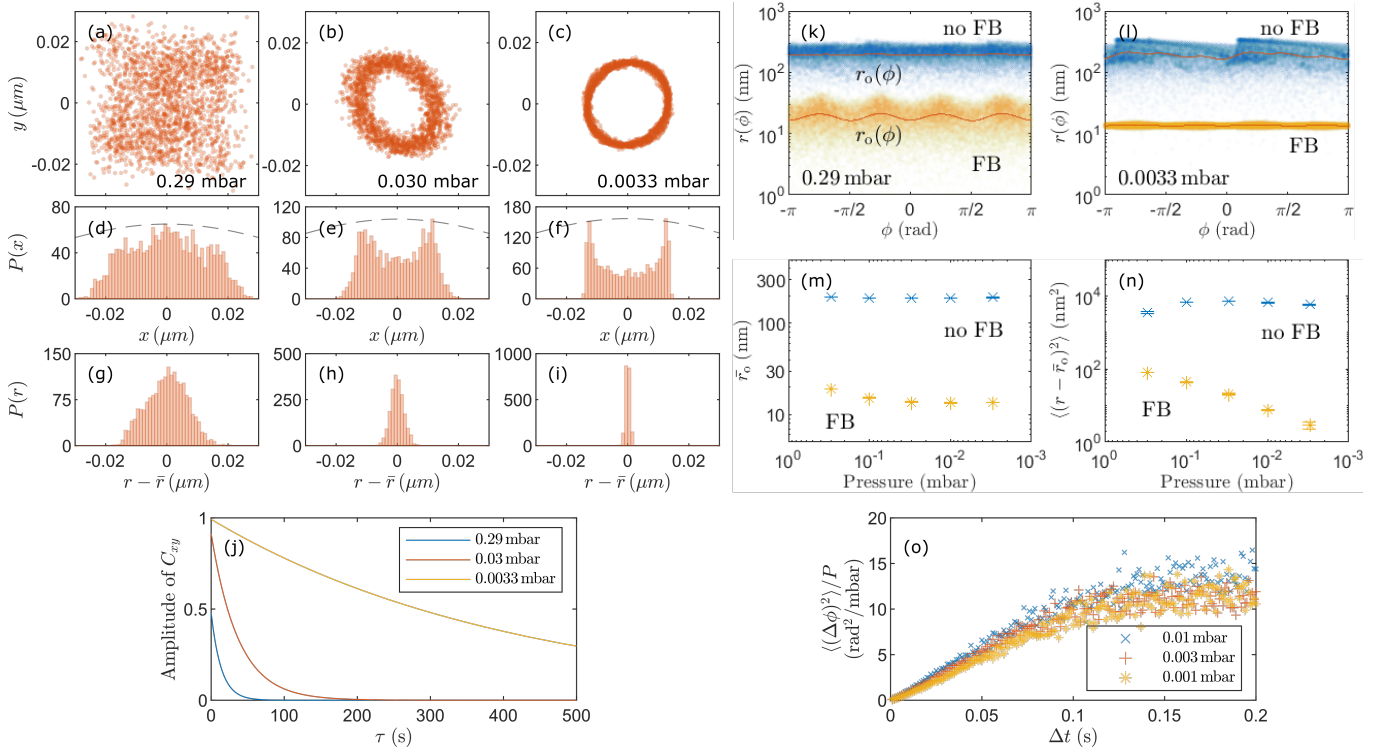 (a)
0.29 mbar
0.02
0
-0.02
y (μm)
(b)
0.030 mbar
0.02
0
-0.02
(c)
0.0033 mbar
0.02
0
-0.02
(d)
80
60
40
20
0
P(x)
-0.02 0 0.02
x (μm)
(e)
120
80
40
0
-0.02 0 0.02
x (μm)
(f)
180
120
60
0
-0.02 0 0.02
x (μm)
(g)
150
100
50
0
P(r)
-0.02 0 0.02
r − r̄ (μm)
(h)
500
250
0
-0.02 0 0.02
r − r̄ (μm)
(i)
1000
500
0
-0.02 0 0.02
r − r̄ (μm)
(j)
1
0.5
0
Amplitude of Cxy
0.29 mbar
0.03 mbar
0.0033 mbar
0 100 200 300 400 500
τ (s)
(k)
no FB
ro(ϕ)
ro(ϕ)
FB
0.29 mbar
10³
10²
10¹
10⁰
r(ϕ) (nm)
-π -π/2 0 π/2 π
ϕ (rad)
(l)
no FB
FB
0.0033 mbar
10³
10²
10¹
10⁰
r(ϕ) (nm)
-π -π/2 0 π/2 π
ϕ (rad)
(m)
no FB
FB
300
100
30
10
r̄o (nm)
10⁰ 10⁻¹ 10⁻² 10⁻³
Pressure (mbar)
(n)
no FB
FB
10⁴
10²
10⁰
⟨(r − r̄o)²⟩ (nm²)
10⁰ 10⁻¹ 10⁻² 10⁻³
Pressure (mbar)
(o)
20
15
10
5
0
⟨(Δϕ)²⟩/P
(rad²/mbar)
0.01 mbar
0.003 mbar
0.001 mbar
0 0.05 0.1 0.15 0.2
Δt (s)